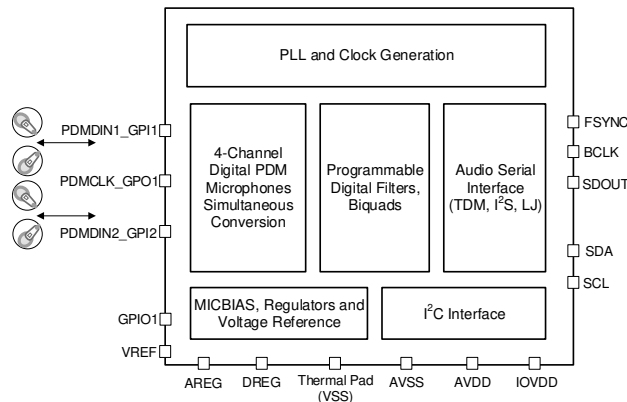 PLL and Clock Generation
PDMDIN1_GPI1
PDMCLK_GPO1
PDMDIN2_GPI2
GPIO1
VREF
4-Channel
Digital PDM
Microphones
Simultaneous
Conversion
Programmable
Digital Filters,
Biquads
Audio Serial
Interface
(TDM, I²S, LJ)
FSYNC
BCLK
SDOUT
SDA
SCL
MICBIAS, Regulators and
Voltage Reference
I²C Interface
AREG
DREG
Thermal Pad
(VSS)
AVSS
AVDD
IOVDD